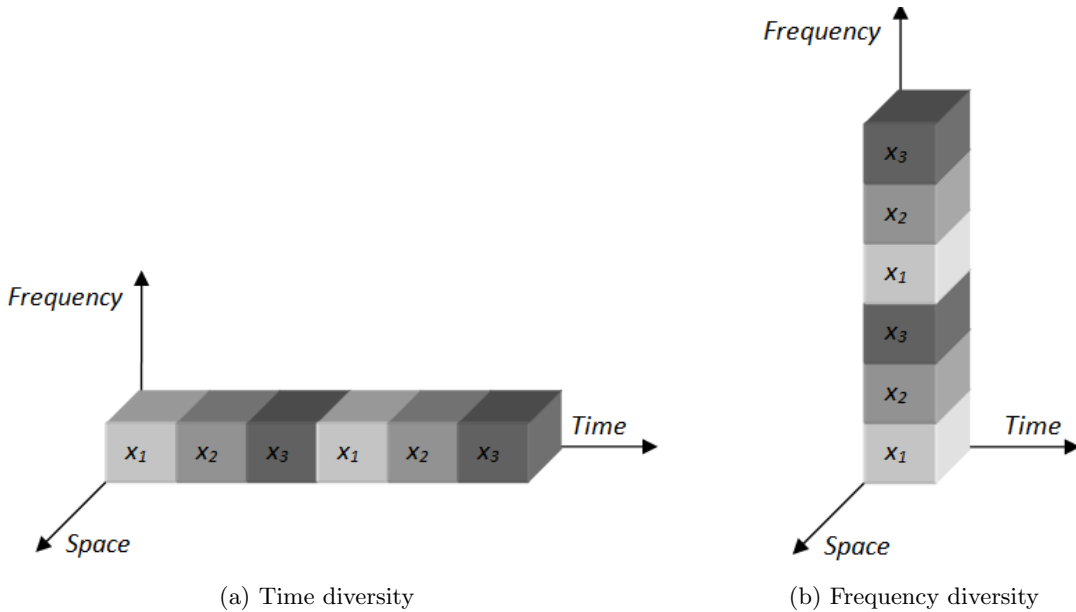 Frequency
x1 x2 x3 x1 x2 x3
Time
Space
(a) Time diversity
Frequency
x3
x2
x1
x3
x2
x1
Time
Space
(b) Frequency diversity